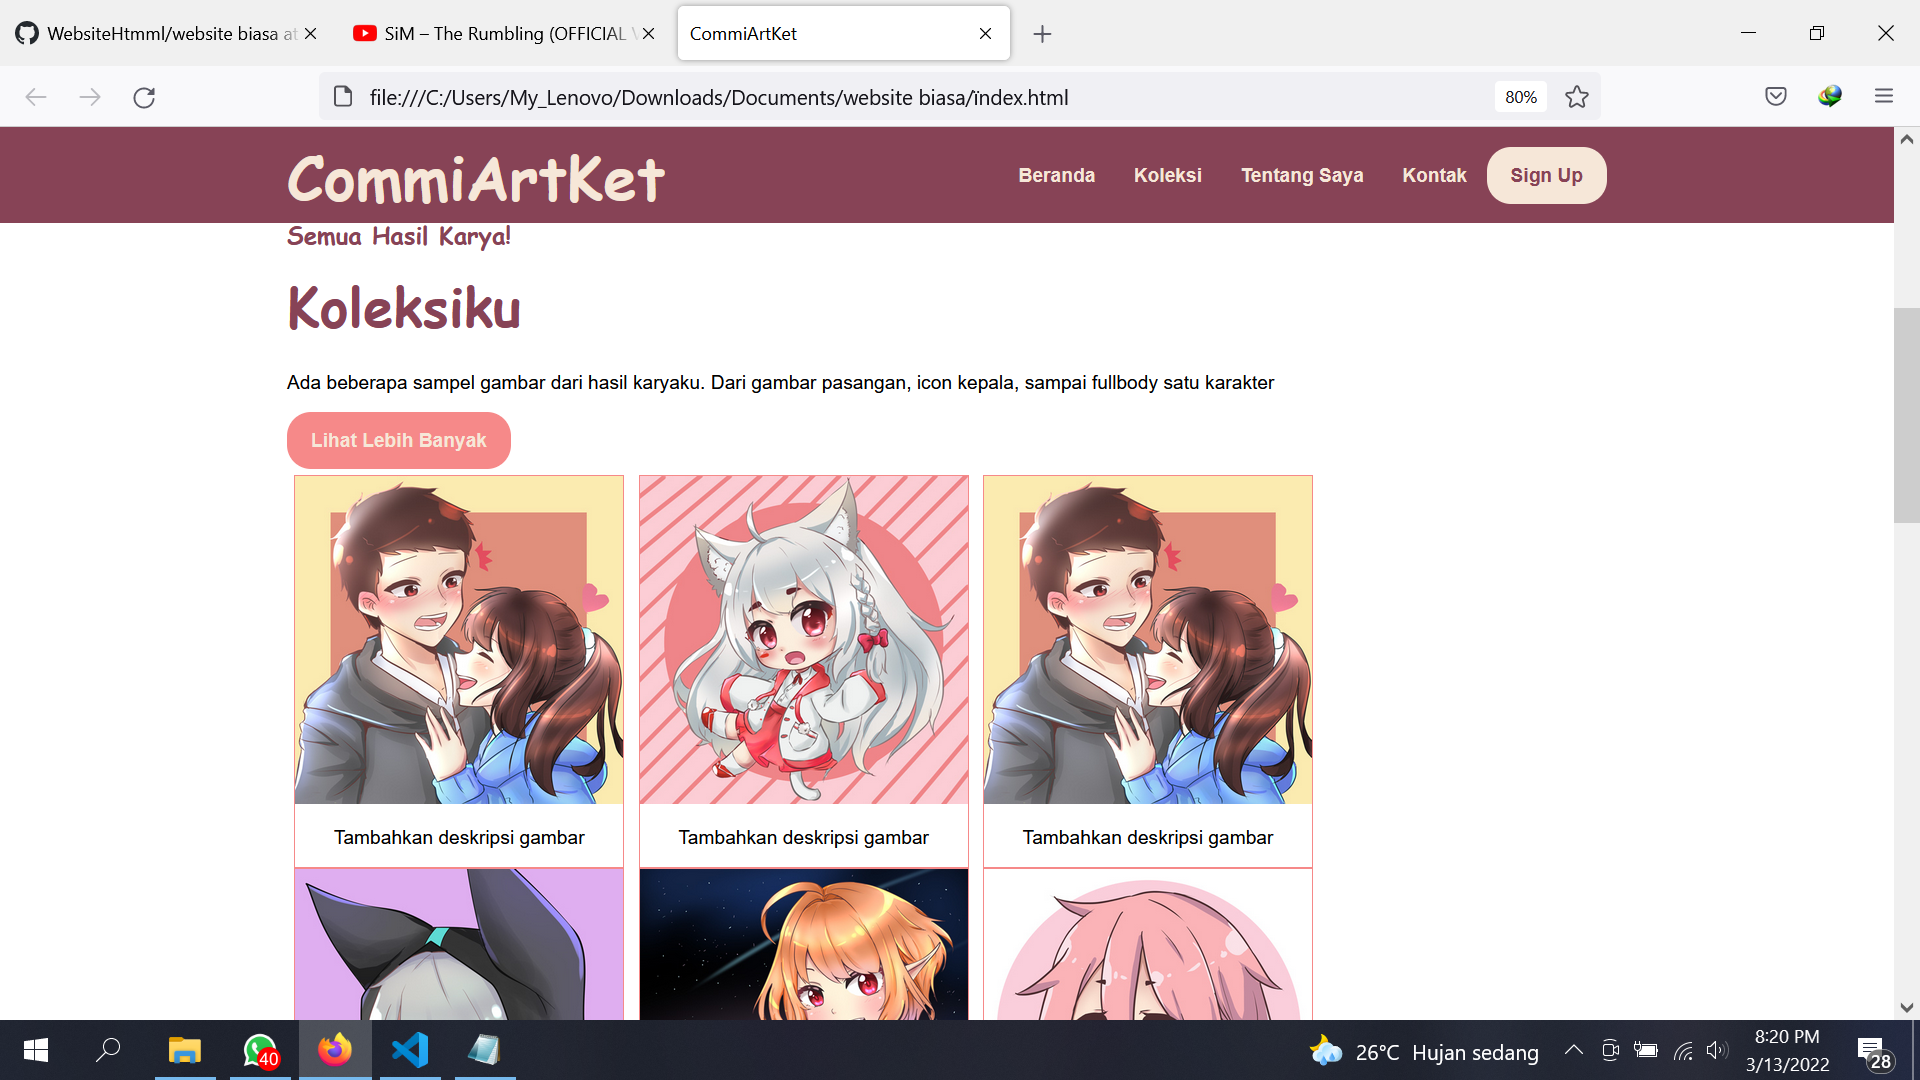 WebsiteHtmml/website biasa at
SiM – The Rumbling (OFFICIAL V
CommiArtKet
file:///C:/Users/My_Lenovo/Downloads/Documents/website biasa/ïndex.html
80%
CommiArtKet
Beranda
Koleksi
Tentang Saya
Kontak
Sign Up
Semua Hasil Karya!
Koleksiku
Ada beberapa sampel gambar dari hasil karyaku. Dari gambar pasangan, icon kepala, sampai fullbody satu karakter
Lihat Lebih Banyak
Tambahkan deskripsi gambar
Tambahkan deskripsi gambar
Tambahkan deskripsi gambar
40
26°C Hujan sedang
8:20 PM
3/13/2022
28